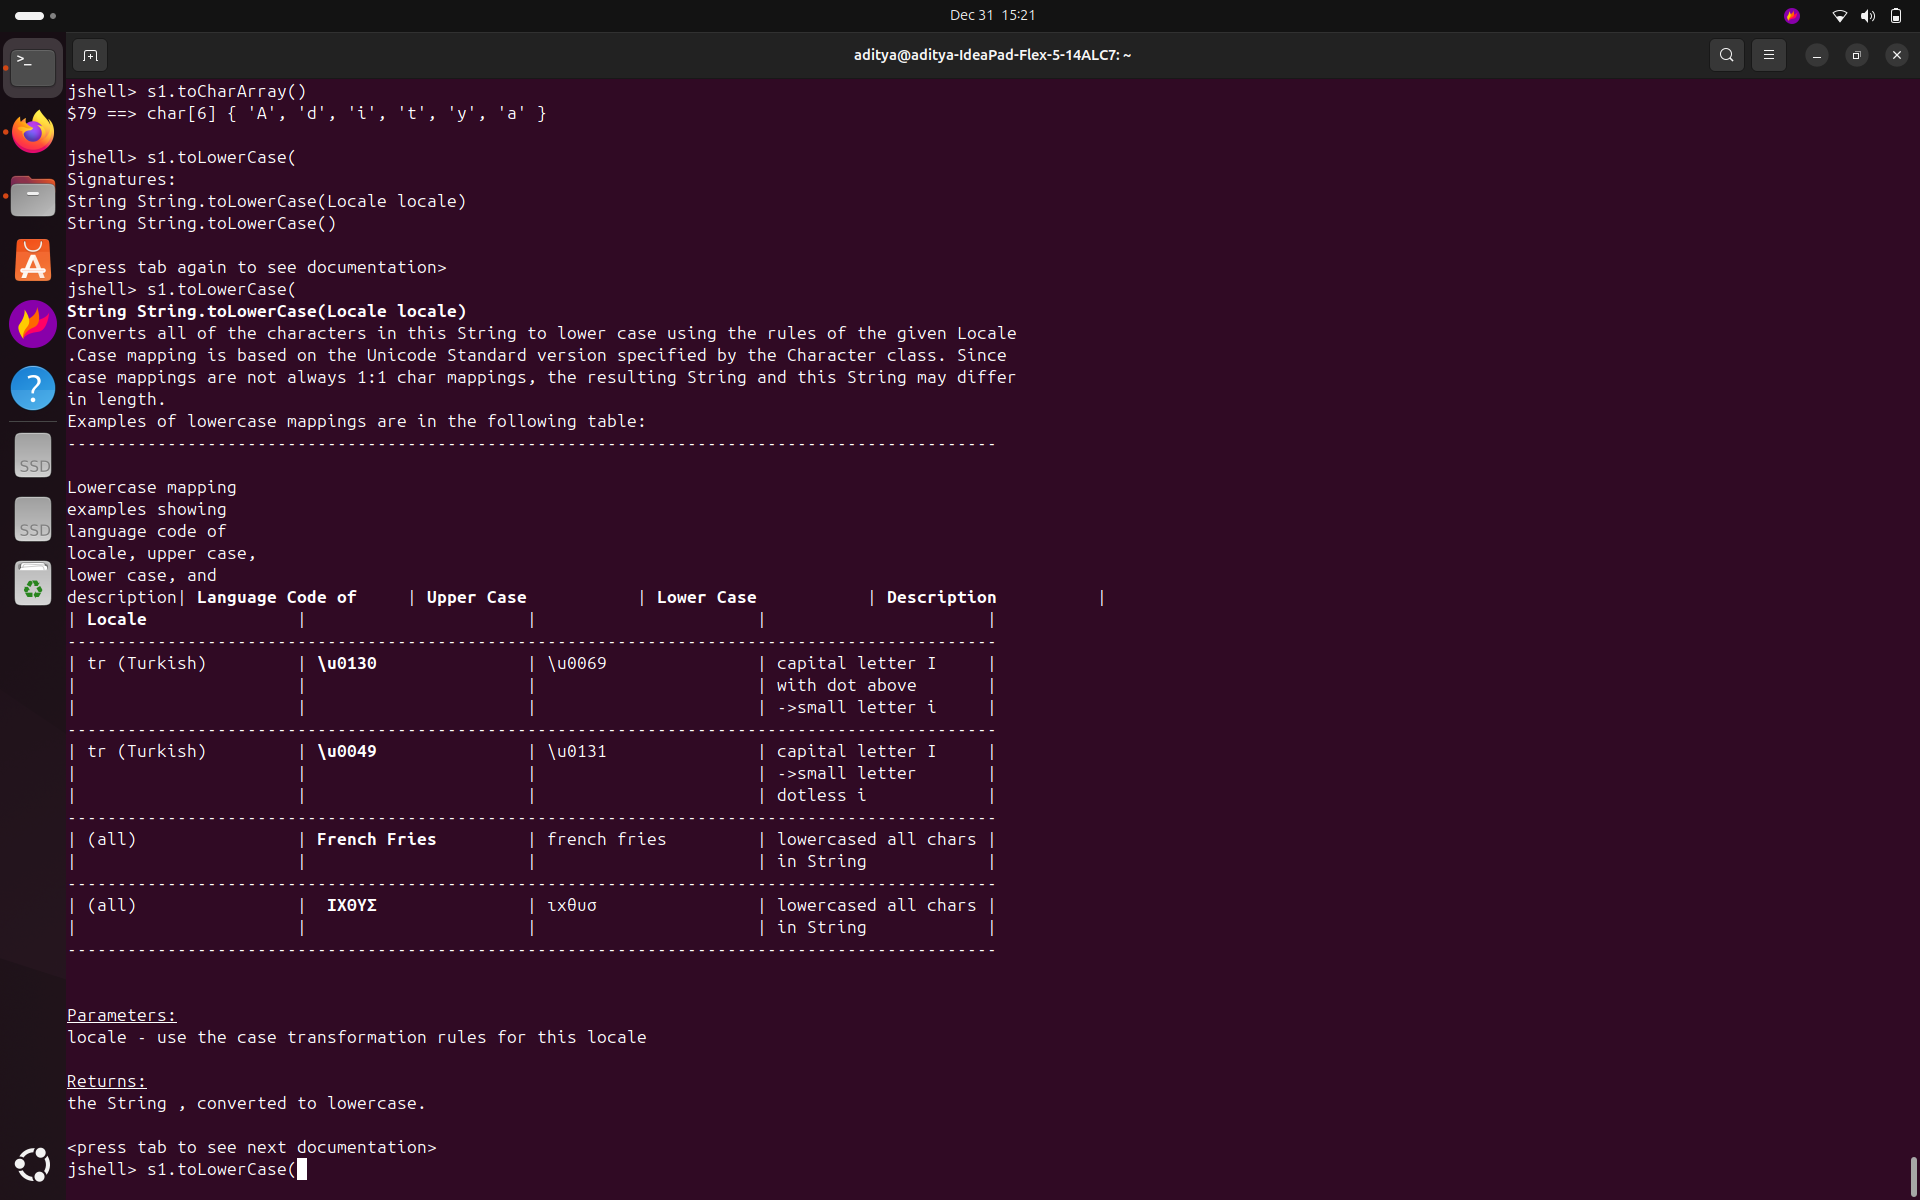 Dec 31 15:21
aditya@aditya-IdeaPad-Flex-5-14ALC7: ~
jshell> s1.toCharArray()
$79 ==> char[6] { 'A', 'd', 'i', 't', 'y', 'a' }
jshell> s1.toLowerCase(
Signatures:
String String.toLowerCase(Locale locale)
String String.toLowerCase()
<press tab again to see documentation>
jshell> s1.toLowerCase(
String String.toLowerCase(Locale locale)
Converts all of the characters in this String to lower case using the rules of the given Locale
.Case mapping is based on the Unicode Standard version specified by the Character class. Since
case mappings are not always 1:1 char mappings, the resulting String and this String may differ
in length.
Examples of lowercase mappings are in the following table:
---------------------------------------------------------------------------------------------
Lowercase mapping
examples showing
language code of
locale, upper case,
lower case, and
description| Language Code of     | Upper Case           | Lower Case           | Description          |
| Locale               |                      |                      |                      |
---------------------------------------------------------------------------------------------
| tr (Turkish)         | \u0130               | \u0069               | capital letter I     |
|                      |                      |                      | with dot above       |
|                      |                      |                      | ->small letter i     |
---------------------------------------------------------------------------------------------
| tr (Turkish)         | \u0049               | \u0131               | capital letter I     |
|                      |                      |                      | ->small letter       |
|                      |                      |                      | dotless i            |
---------------------------------------------------------------------------------------------
| (all)                | French Fries         | french fries         | lowercased all chars |
|                      |                      |                      | in String            |
---------------------------------------------------------------------------------------------
| (all)                |  ΙΧΘΥΣ               | ιχθυσ                | lowercased all chars |
|                      |                      |                      | in String            |
---------------------------------------------------------------------------------------------
Parameters:
locale - use the case transformation rules for this locale
Returns:
the String , converted to lowercase.
<press tab to see next documentation>
jshell> s1.toLowerCase(
SSD
SSD